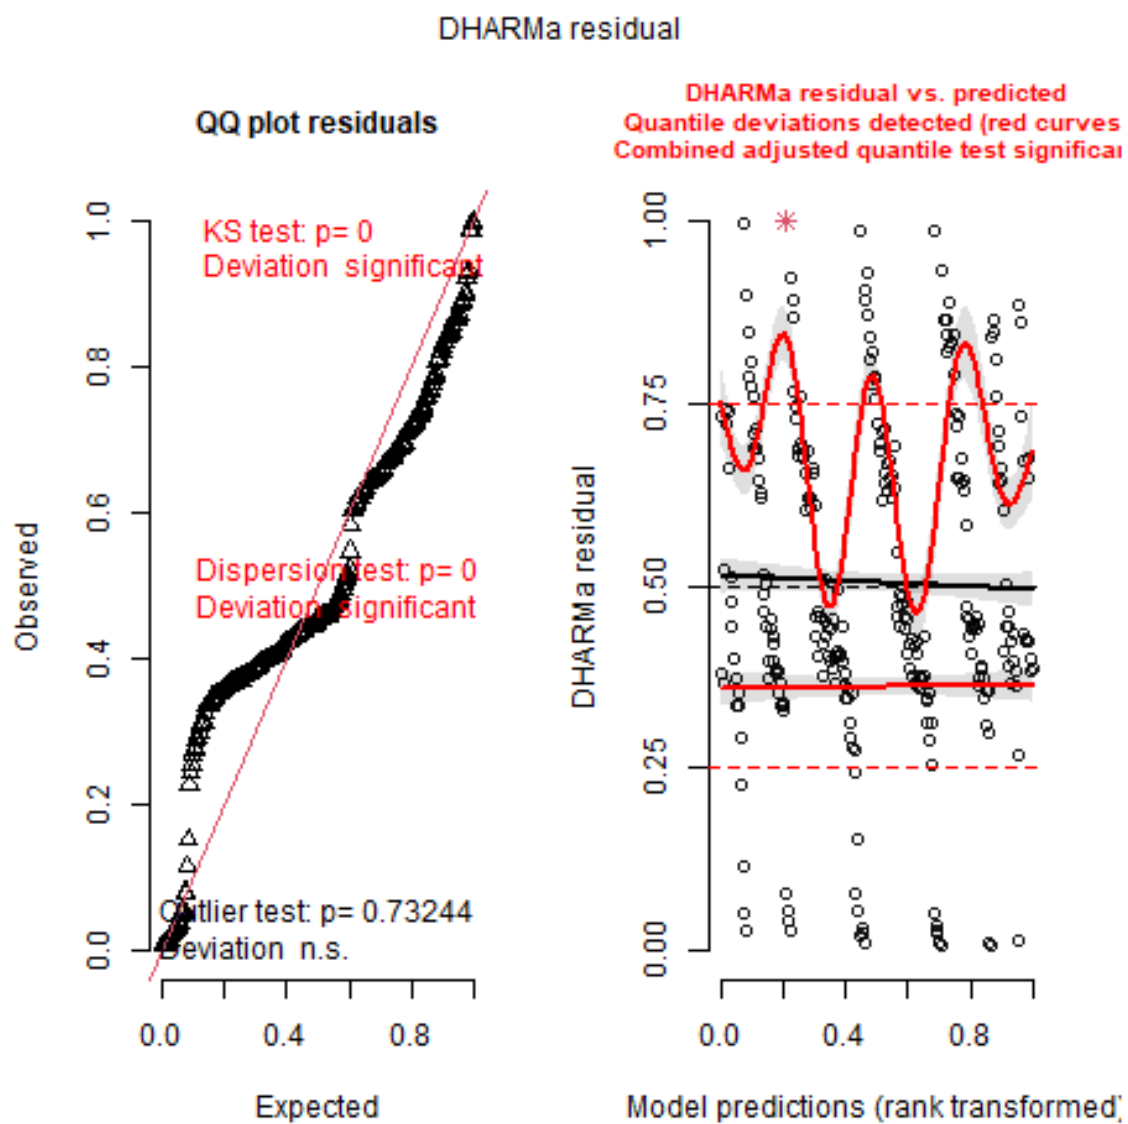 DHARMa residual
QQ plot residuals
KS test: p= 0
Deviation significant
Dispersion test: p= 0
Deviation significant
Outlier test: p= 0.73244
Deviation n.s.
Observed
0.0
0.2
0.4
0.6
0.8
1.0
0.0
0.4
0.8
Expected
DHARMa residual vs. predicted
Quantile deviations detected (red curves
Combined adjusted quantile test significan
DHARMa residual
0.00
0.25
0.50
0.75
1.00
0.0
0.4
0.8
Model predictions (rank transformed)